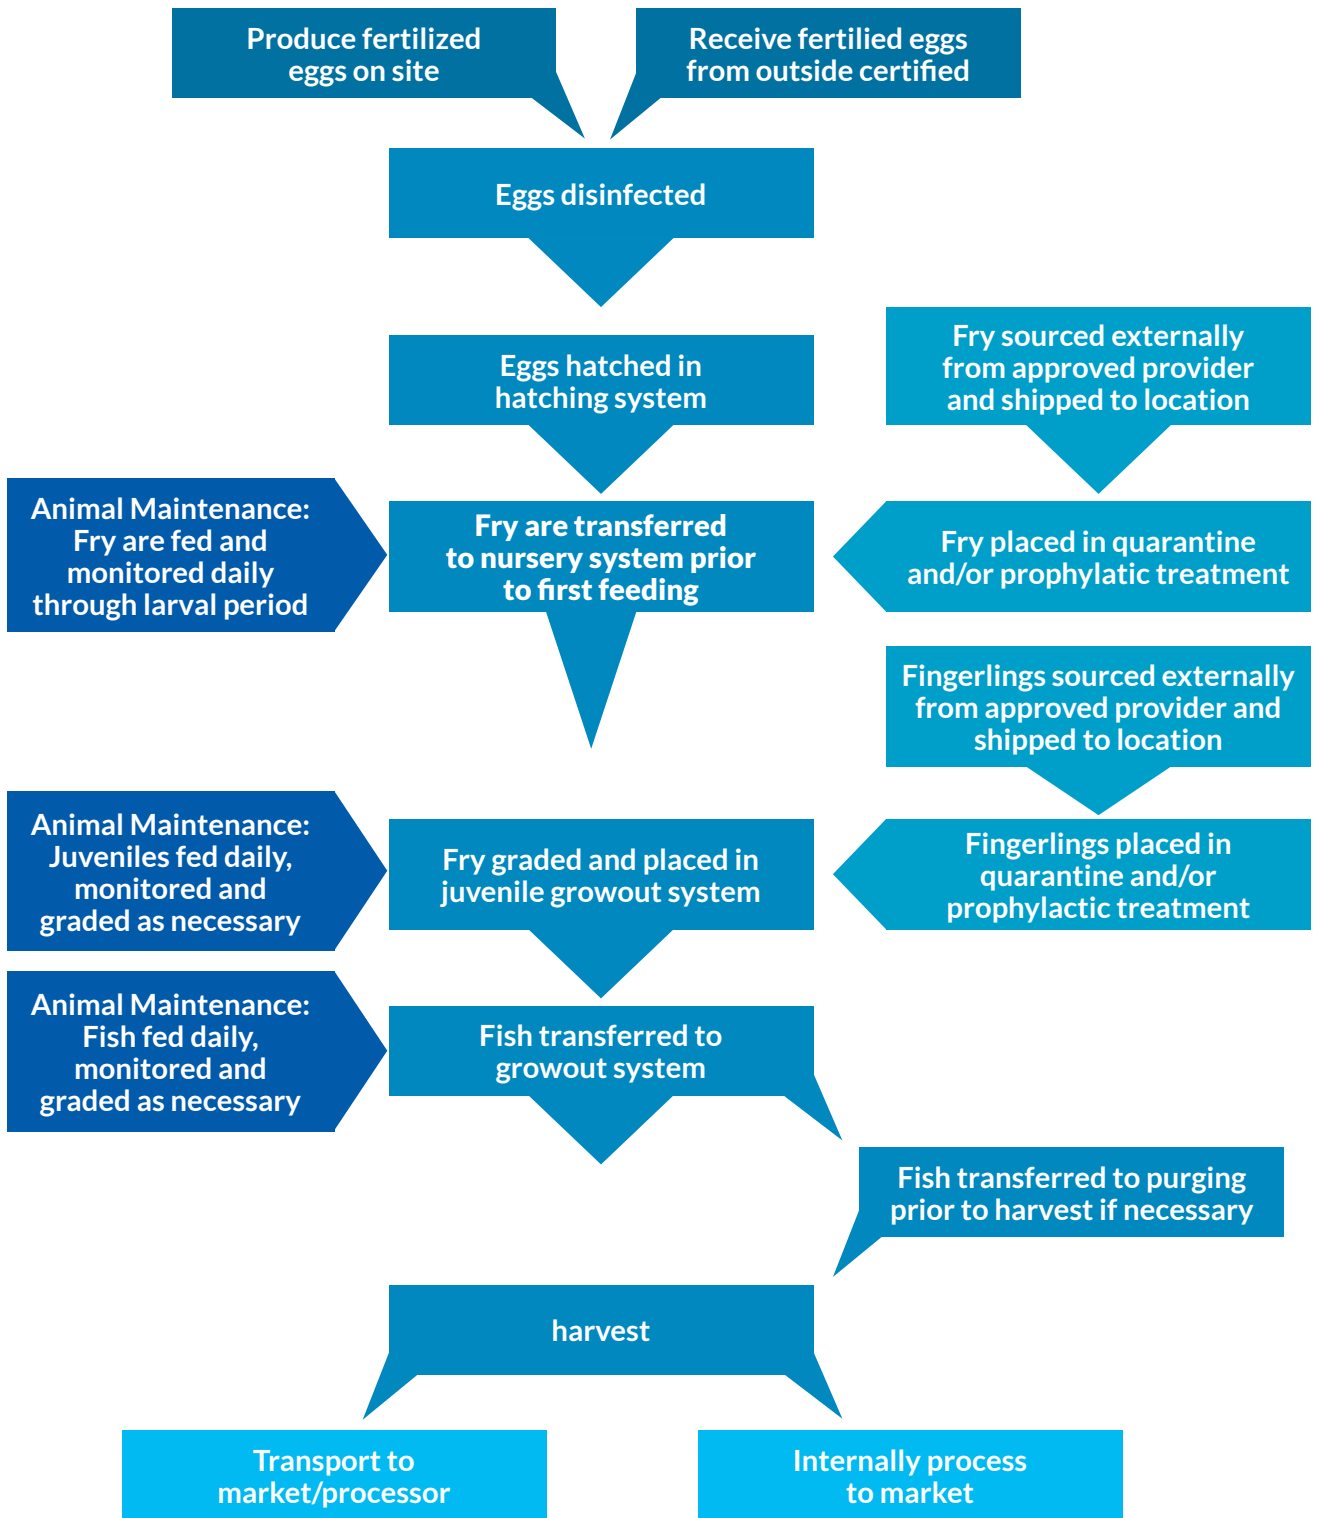 Produce fertilized
eggs on site
Receive fertilied eggs
from outside certified
Eggs disinfected
Eggs hatched in
hatching system
Fry sourced externally
from approved provider
and shipped to location
Animal Maintenance:
Fry are fed and
monitored daily
through larval period
Fry are transferred
to nursery system prior
to first feeding
Fry placed in quarantine
and/or prophylatic treatment
Fingerlings sourced externally
from approved provider and
shipped to location
Animal Maintenance:
Juveniles fed daily,
monitored and
graded as necessary
Fry graded and placed in
juvenile growout system
Fingerlings placed in
quarantine and/or
prophylactic treatment
Animal Maintenance:
Fish fed daily,
monitored and
graded as necessary
Fish transferred to
growout system
Fish transferred to purging
prior to harvest if necessary
harvest
Transport to
market/processor
Internally process
to market